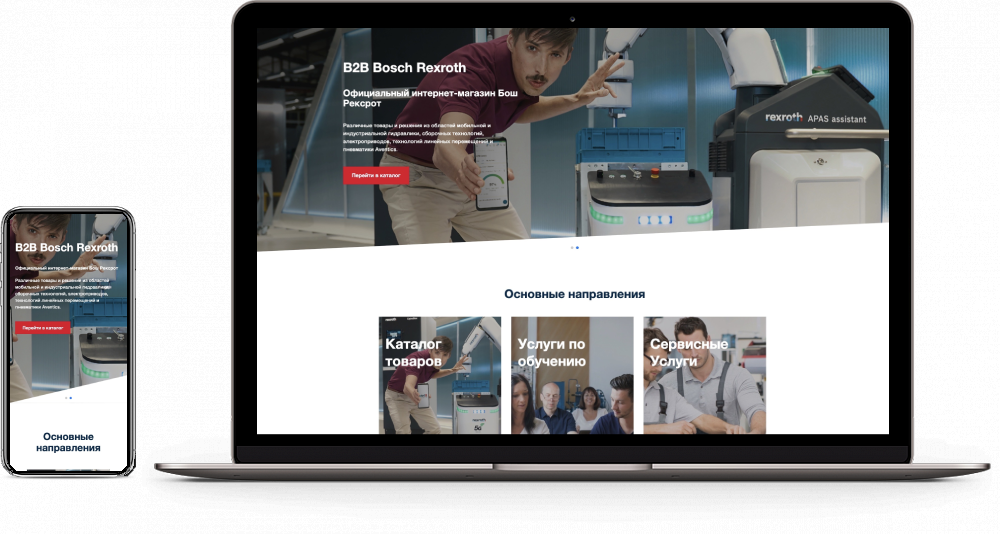 B2B Bosch Rexroth
Официальный интернет-магазин Бош
Рексрот
Различные товары и решения из областей мобильной и
индустриальной гидравлики, сборочных технологий,
электроприводов, технологий линейных перемещений и
пневматики Aventics.
Перейти в каталог
rexroth APAS assistant
Основные направления
Каталог
товаров
Услуги по
обучению
Сервисные
Услуги
rexroth
5G
B2B Bosch Rexroth
Официальный интернет-магазин Бош Рексрот
Различные товары и решения из областей
мобильной и индустриальной гидравлики,
сборочных технологий, электроприводов,
технологий линейных перемещений и
пневматики Aventics.
Перейти в каталог
Основные
направления